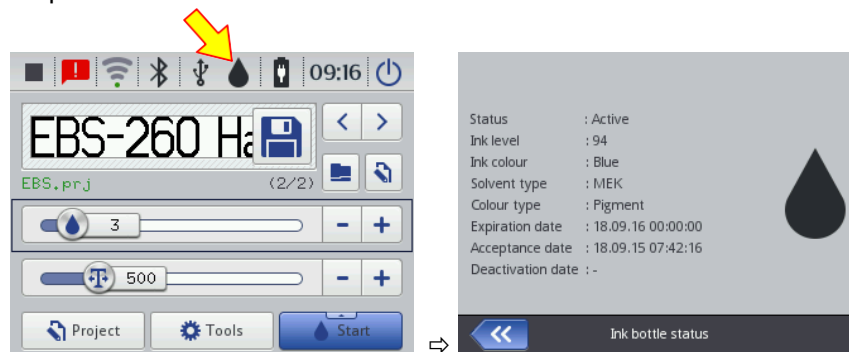 09:16
EBS-260 Ha
EBS.prj (2/2)
3
500
Project Tools Start
Status : Active
Ink level : 94
Ink colour : Blue
Solvent type : MEK
Colour type : Pigment
Expiration date : 18.09.16 00:00:00
Acceptance date : 18.09.15 07:42:16
Deactivation date : -
Ink bottle status